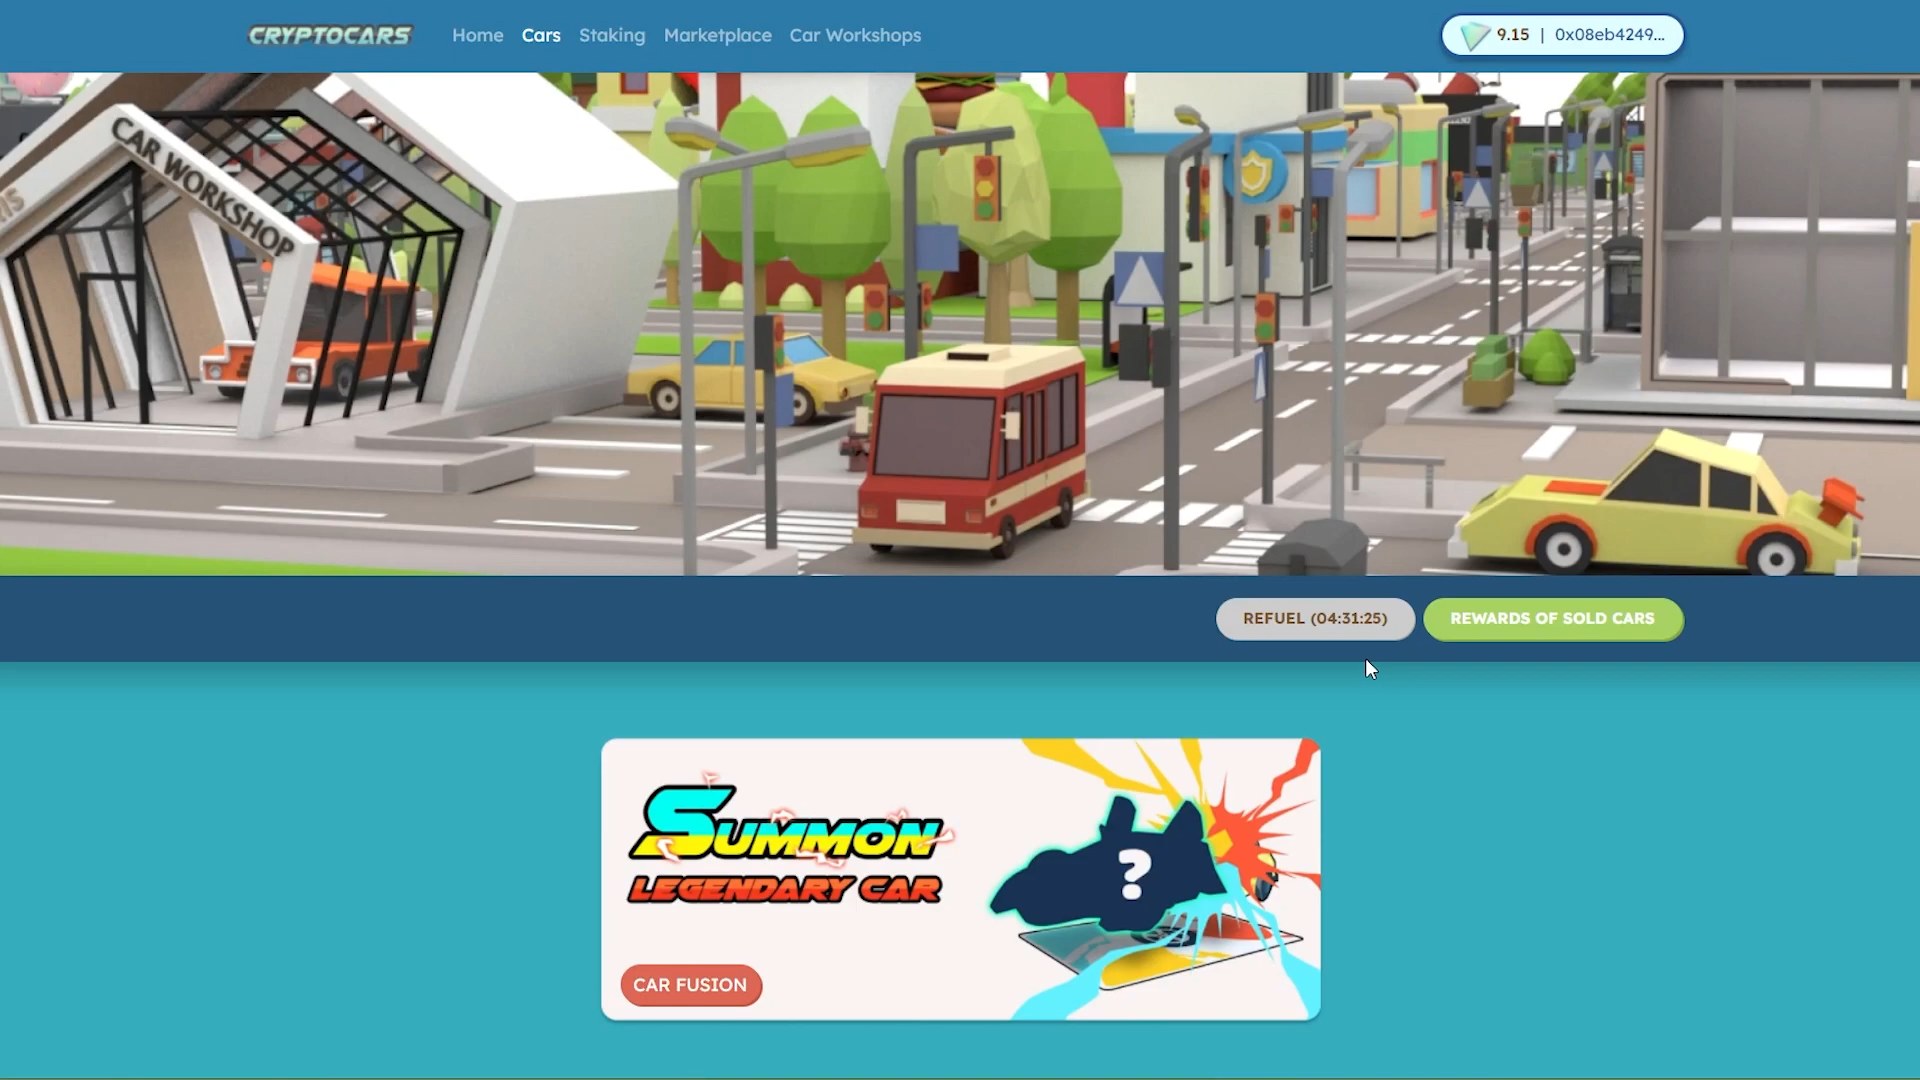 CRYPTOCARS
Home Cars Staking Marketplace Car Workshops
9.15 | 0x08eb4249...
CAR WORKSHOP
REFUEL (04:31:25)
REWARDS OF SOLD CARS
SUMMON
LEGENDARY CAR
?
CAR FUSION